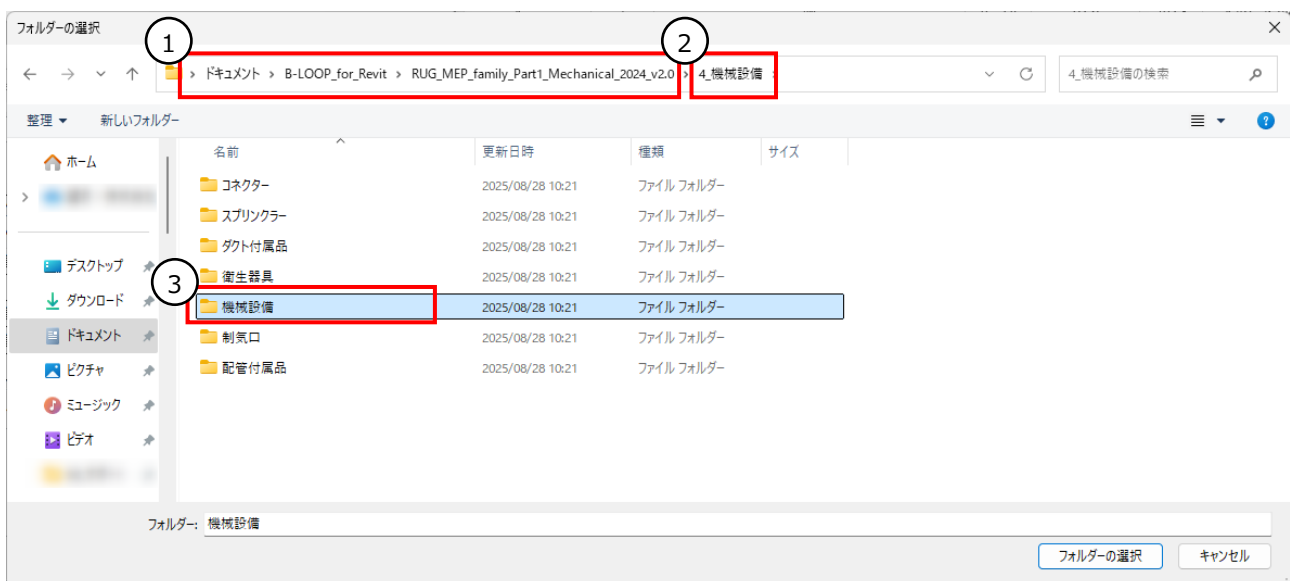 フォルダーの選択
1
2
ドキュメント > B-LOOP_for_Revit > RUG_MEP_family_Part1_Mechanical_2024_v2.0 > 4_機械設備 >
4_機械設備の検索
整理 新しいフォルダー
名前 更新日時 種類 サイズ
ホーム
コネクター 2025/08/28 10:21 ファイル フォルダー
スプリンクラー 2025/08/28 10:21 ファイル フォルダー
ダクト付属品 2025/08/28 10:21 ファイル フォルダー
衛生器具 2025/08/28 10:21 ファイル フォルダー
3
機械設備 2025/08/28 10:21 ファイル フォルダー
制気口 2025/08/28 10:21 ファイル フォルダー
配管付属品 2025/08/28 10:21 ファイル フォルダー
デスクトップ
ダウンロード
ドキュメント
ピクチャ
ミュージック
ビデオ
フォルダー: 機械設備
フォルダーの選択 キャンセル